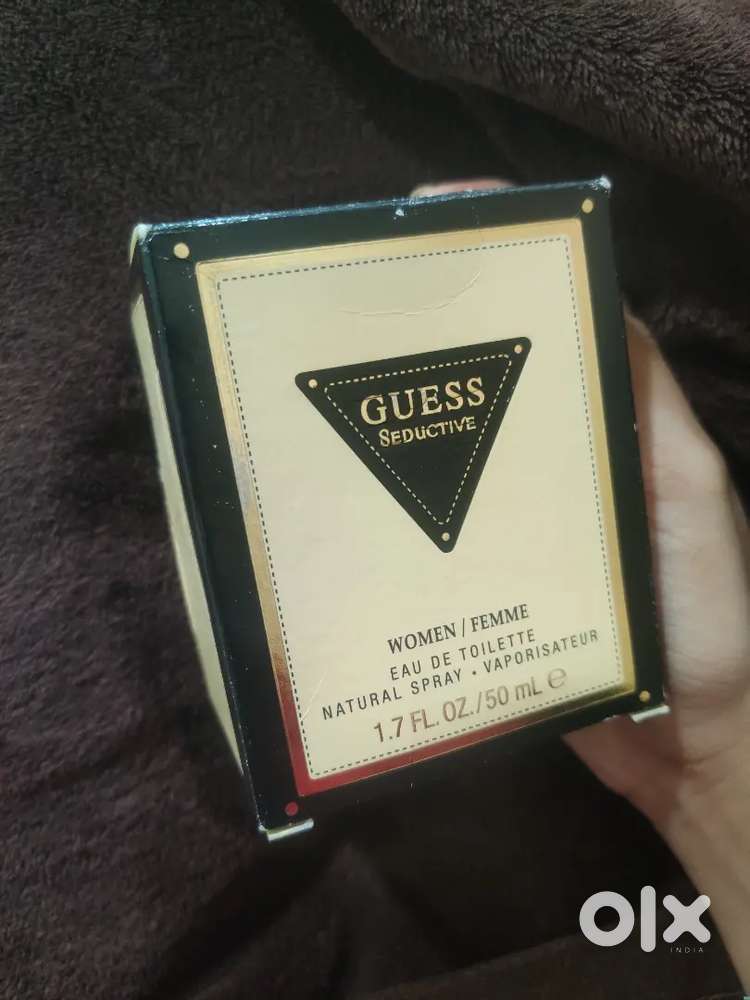 GUESS
SEDUCTIVE
WOMEN / FEMME
EAU DE TOILETTE
NATURAL SPRAY • VAPORISATEUR
1.7 FL. OZ./50 mL ℮
olx
INDIA